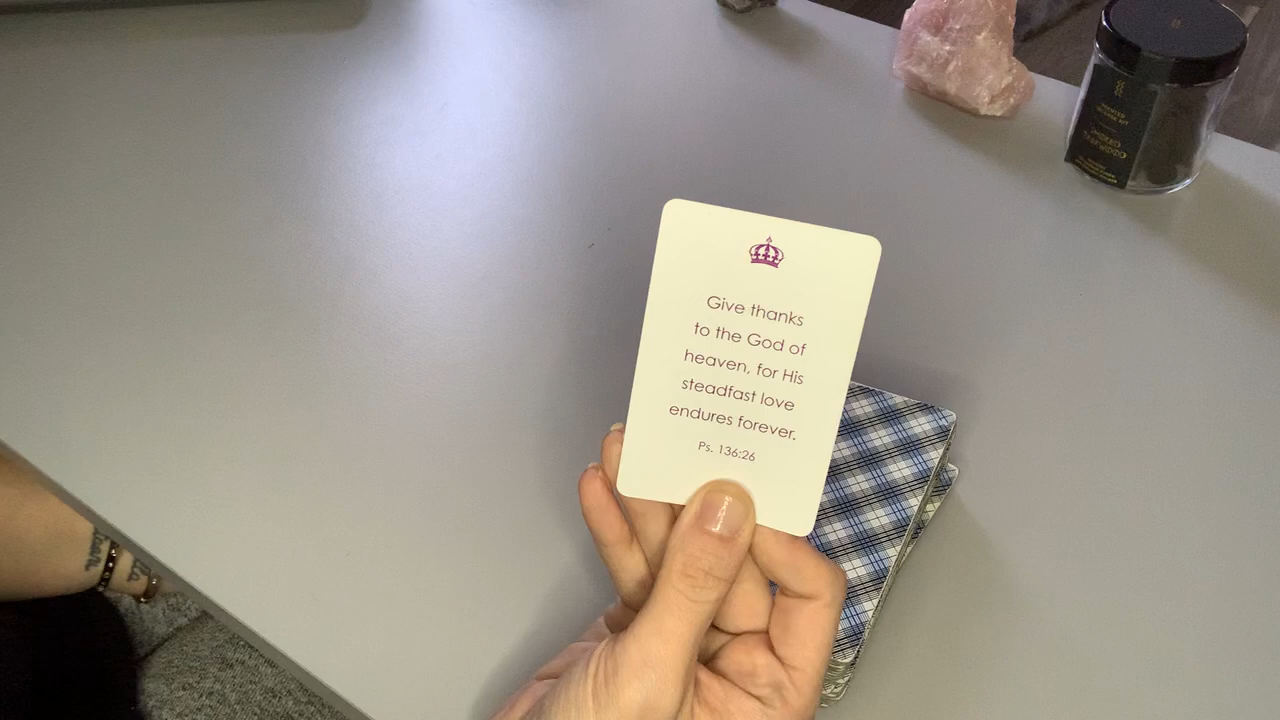 Give thanks
to the God of
heaven, for His
steadfast love
endures forever.
Ps. 136:26